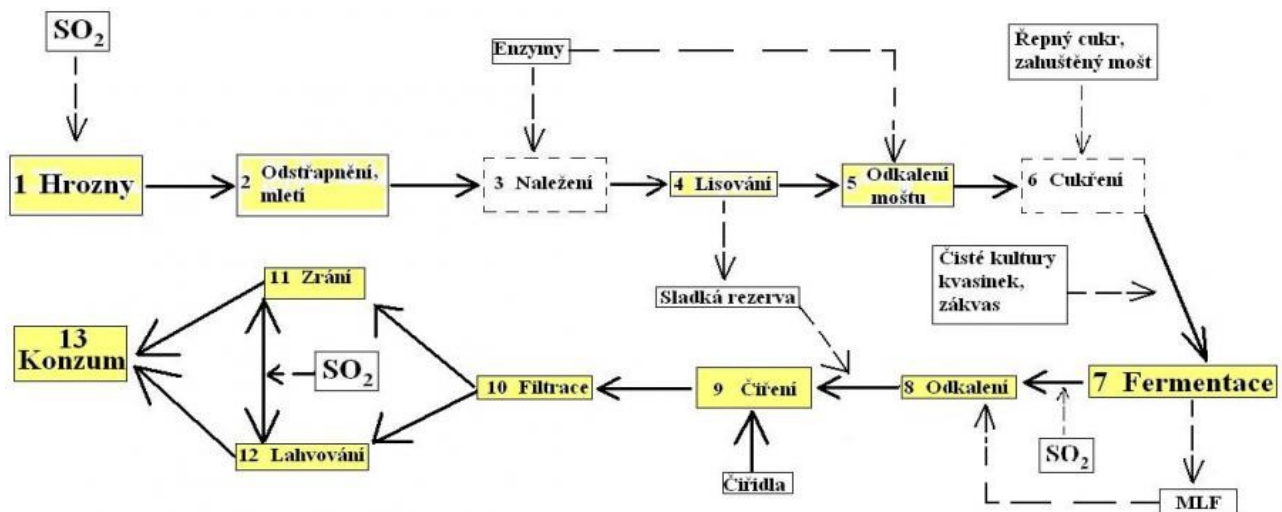 SO₂
Enzymy
Řepný cukr,
zahuštěný mošt
1 Hrozny
2 Odstřapnění,
mletí
3 Naležení
4 Lisování
5 Odkalení
moštu
6 Cukření
Čisté kultury
kvasinek,
zákvas
11 Zrání
Sladká rezerva
13
Konzum
SO₂
10 Filtrace
9 Čiření
8 Odkalení
7 Fermentace
12 Lahvování
SO₂
Čiřidla
MLF